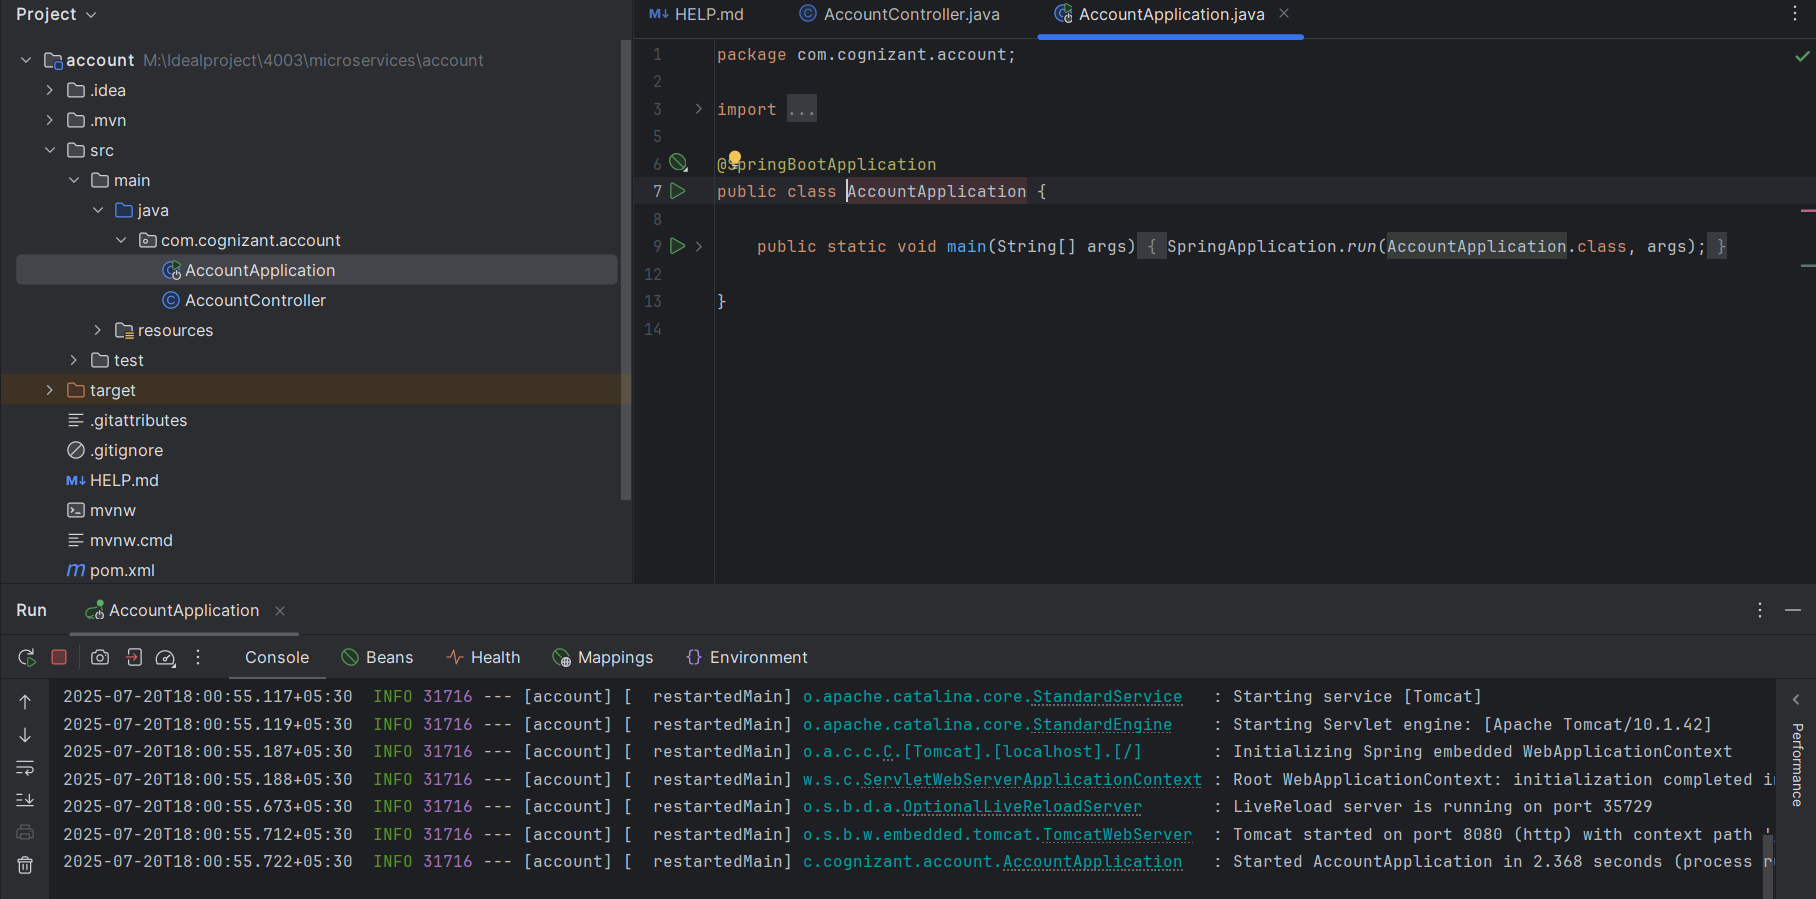 Project
account M:\Idealproject\4003\microservices\account
.idea
.mvn
src
main
java
com.cognizant.account
AccountApplication
AccountController
resources
test
target
.gitattributes
.gitignore
M↓ HELP.md
mvnw
mvnw.cmd
m pom.xml
M↓ HELP.md
AccountController.java
AccountApplication.java
1 package com.cognizant.account;
2
3 import ...
5
6 @SpringBootApplication
7 public class AccountApplication {
8
9 public static void main(String[] args) { SpringApplication.run(AccountApplication.class, args); }
12
13 }
14
Run AccountApplication
Console Beans Health Mappings Environment
2025-07-20T18:00:55.117+05:30 INFO 31716 --- [account] [ restartedMain] o.apache.catalina.core.StandardService : Starting service [Tomcat]
2025-07-20T18:00:55.119+05:30 INFO 31716 --- [account] [ restartedMain] o.apache.catalina.core.StandardEngine : Starting Servlet engine: [Apache Tomcat/10.1.42]
2025-07-20T18:00:55.187+05:30 INFO 31716 --- [account] [ restartedMain] o.a.c.c.C.[Tomcat].[localhost].[/] : Initializing Spring embedded WebApplicationContext
2025-07-20T18:00:55.188+05:30 INFO 31716 --- [account] [ restartedMain] w.s.c.ServletWebServerApplicationContext : Root WebApplicationContext: initialization completed in
2025-07-20T18:00:55.673+05:30 INFO 31716 --- [account] [ restartedMain] o.s.b.d.a.OptionalLiveReloadServer : LiveReload server is running on port 35729
2025-07-20T18:00:55.712+05:30 INFO 31716 --- [account] [ restartedMain] o.s.b.w.embedded.tomcat.TomcatWebServer : Tomcat started on port 8080 (http) with context path '
2025-07-20T18:00:55.722+05:30 INFO 31716 --- [account] [ restartedMain] c.cognizant.account.AccountApplication : Started AccountApplication in 2.368 seconds (process r
Performance